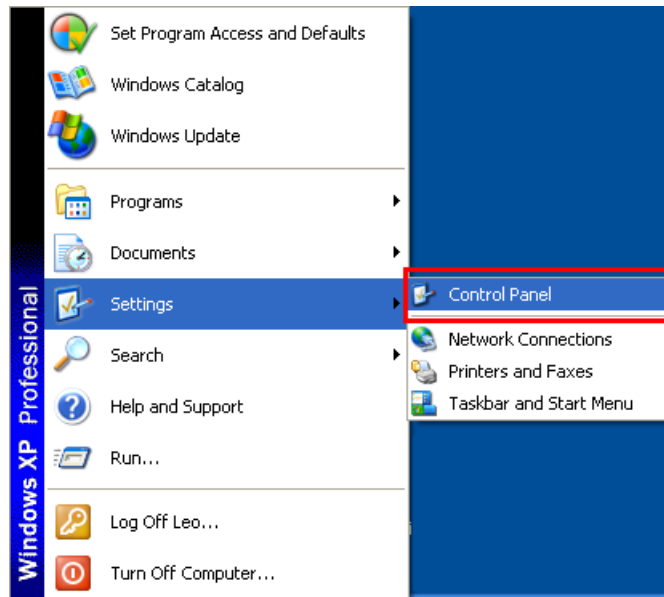 Set Program Access and Defaults
Windows Catalog
Windows Update
Programs
Documents
Settings
Search
Help and Support
Run...
Log Off Leo...
Turn Off Computer...
Control Panel
Network Connections
Printers and Faxes
Taskbar and Start Menu
Windows XP Professional